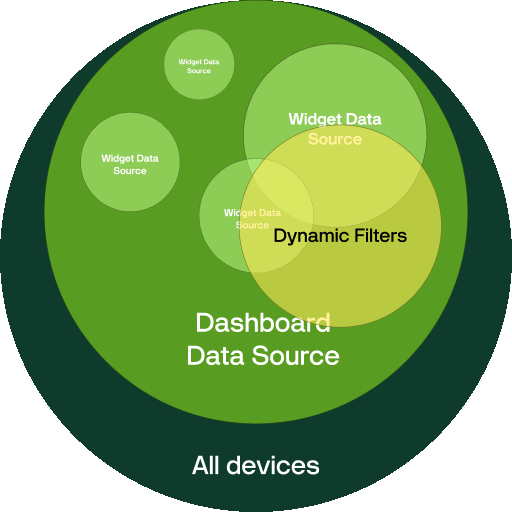 Widget Data
Source
Widget Data
Source
Widget Data
Source
Widget Data
Source
Dynamic Filters
Dashboard
Data Source
All devices